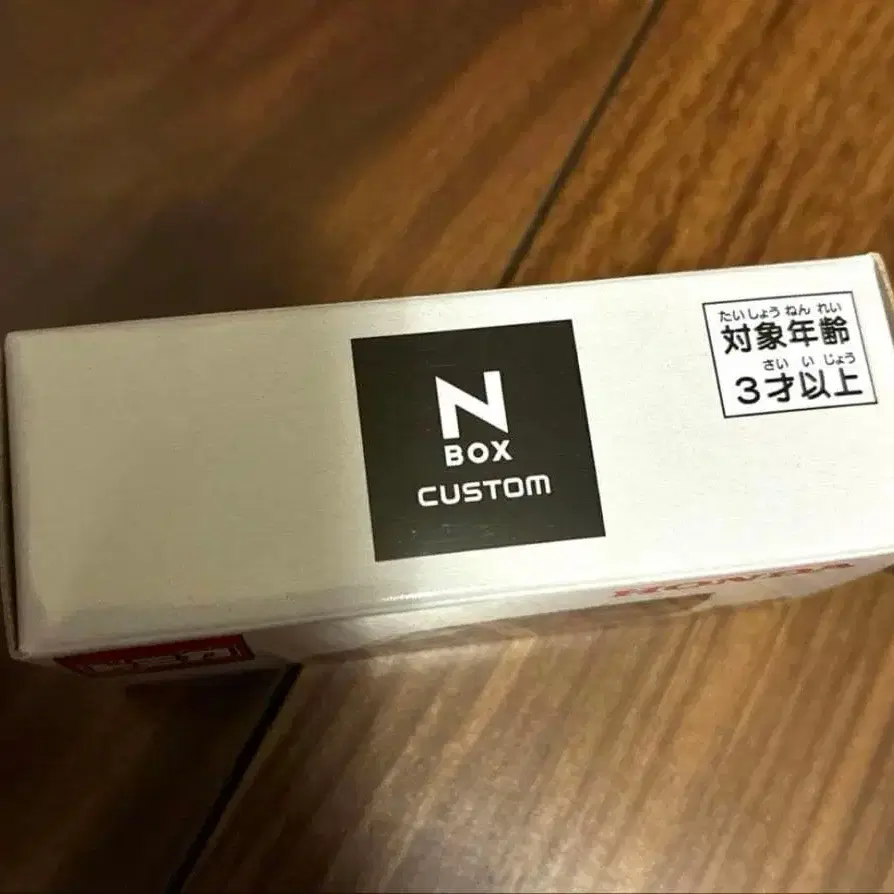 N
BOX
CUSTOM
たいしょう ねん れい
対象年齢
さい い じょう
3才以上
HONDA